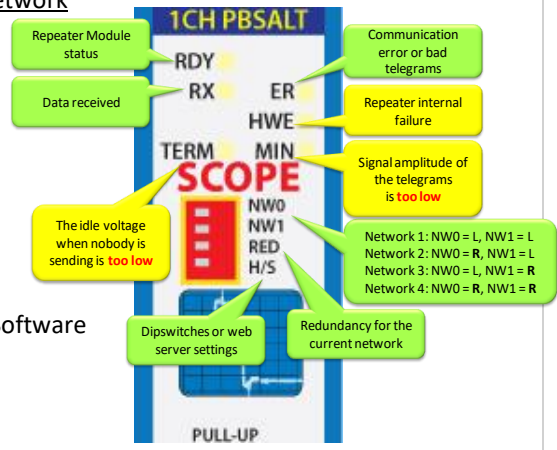 etwork
1CH PBSALT
Repeater Module
status
RDY
Communication
error or bad
telegrams
Data received
RX
ER
HWE
Repeater internal
failure
TERM
MIN
Signal amplitude of
the telegrams
is too low
SCOPE
The idle voltage
when nobody is
sending is too low
NW0
NW1
RED
H/S
Network 1: NW0 = L, NW1 = L
Network 2: NW0 = R, NW1 = L
Network 3: NW0 = L, NW1 = R
Network 4: NW0 = R, NW1 = R
oftware
Dipswitches or web
server settings
Redundancy for the
current network
PULL-UP